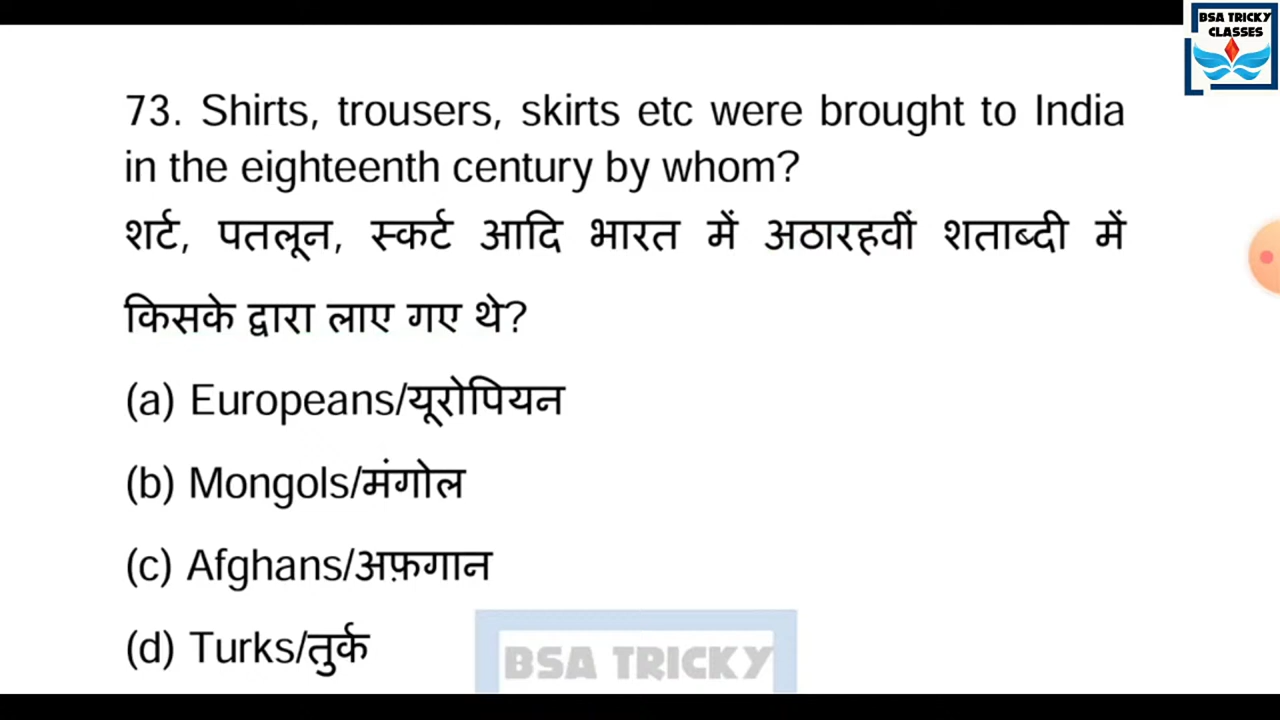 BSA TRICKY
CLASSES
73. Shirts, trousers, skirts etc were brought to India
in the eighteenth century by whom?
शर्ट, पतलून, स्कर्ट आदि भारत में अठारहवीं शताब्दी में
किसके द्वारा लाए गए थे?
(a) Europeans/यूरोपियन
(b) Mongols/मंगोल
(c) Afghans/अफ़गान
(d) Turks/तुर्क
BSA TRICKY